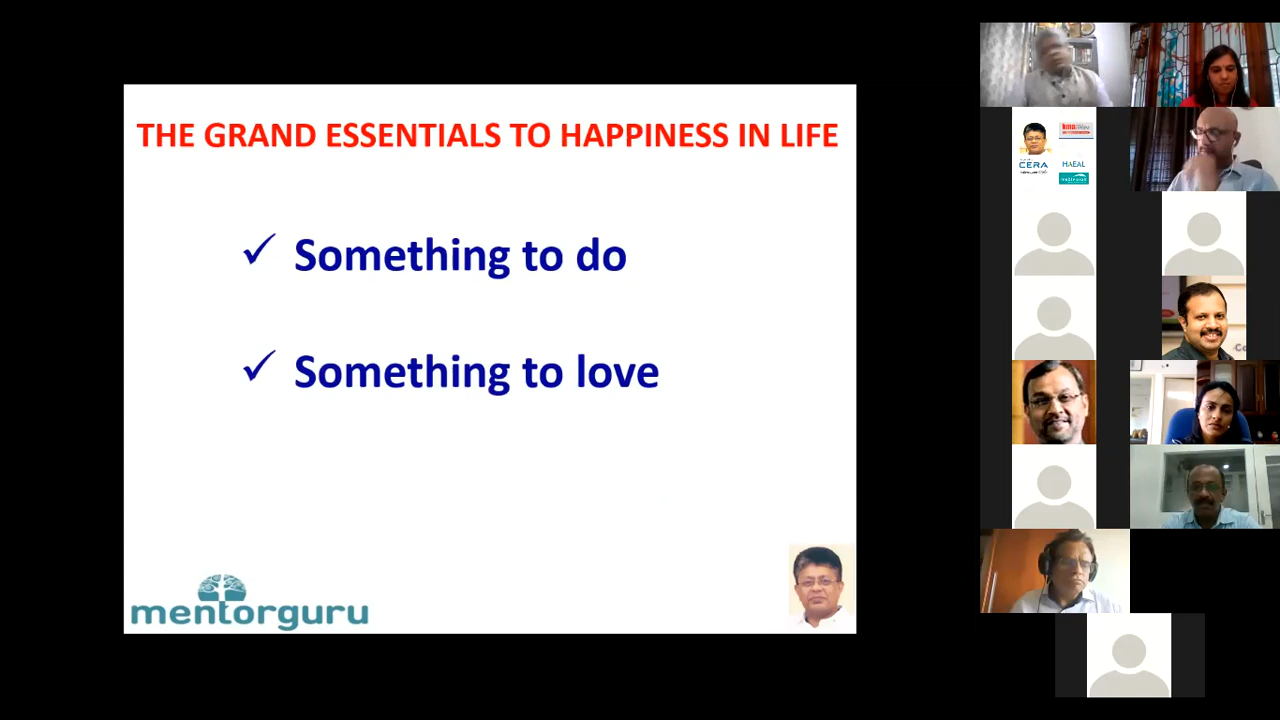 THE GRAND ESSENTIALS TO HAPPINESS IN LIFE
✓ Something to do
✓ Something to love
mentorguru
CERA
HAEAL